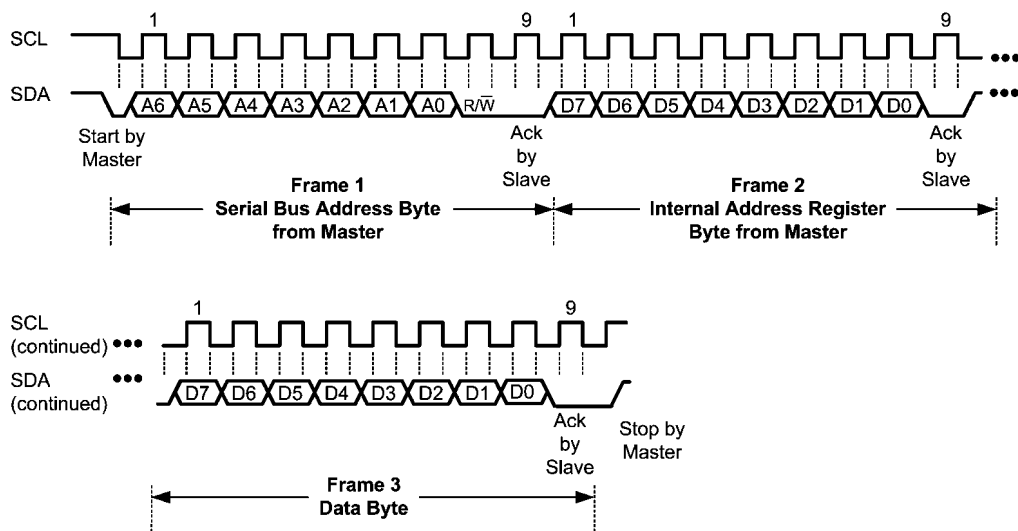 1 9 1 9
SCL
SDA A6 A5 A4 A3 A2 A1 A0 R/W̅ D7 D6 D5 D4 D3 D2 D1 D0
Start by
Master
Ack
by
Slave
Ack
by
Slave
Frame 1
Serial Bus Address Byte
from Master
Frame 2
Internal Address Register
Byte from Master
1 9
SCL
(continued)
SDA
(continued)
D7 D6 D5 D4 D3 D2 D1 D0
Ack
by
Slave
Stop by
Master
Frame 3
Data Byte